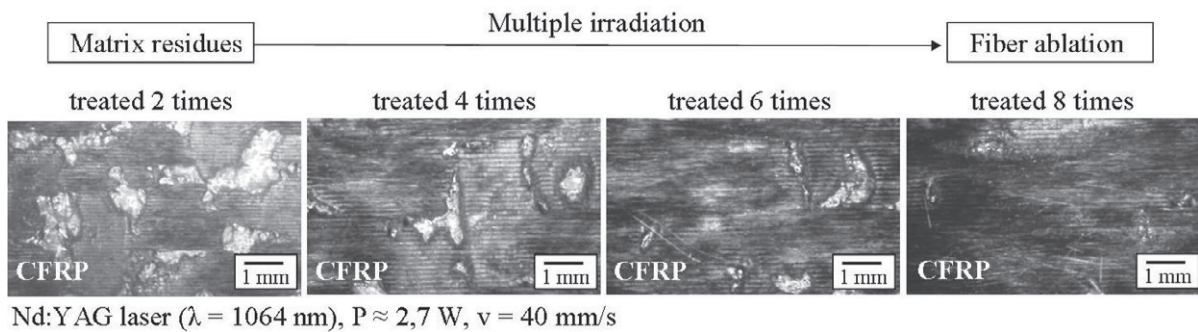 Multiple irradiation
Matrix residues
Fiber ablation
treated 2 times
treated 4 times
treated 6 times
treated 8 times
CFRP
1 mm
CFRP
1 mm
CFRP
1 mm
CFRP
1 mm
Nd:YAG laser (λ = 1064 nm), P ≈ 2,7 W, v = 40 mm/s